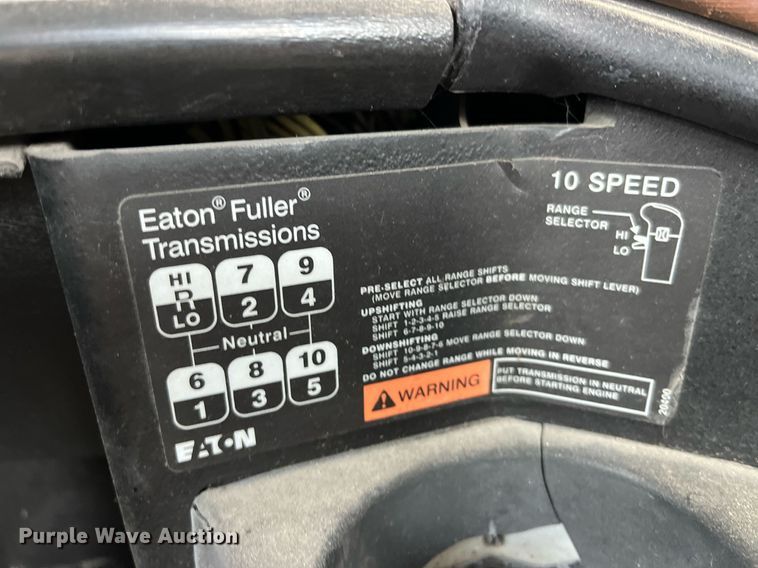 Eaton® Fuller®
Transmissions
10 SPEED
RANGE
SELECTOR
HI
LO
HI
R
LO
7
2
9
4
Neutral
6
1
8
3
10
5
PRE-SELECT ALL RANGE SHIFTS
(MOVE RANGE SELECTOR BEFORE MOVING SHIFT LEVER)
UPSHIFTING
START WITH RANGE SELECTOR DOWN
SHIFT 1-2-3-4-5 RAISE RANGE SELECTOR
SHIFT 6-7-8-9-10
DOWNSHIFTING
SHIFT 10-9-8-7-6 MOVE RANGE SELECTOR DOWN
SHIFT 5-4-3-2-1
DO NOT CHANGE RANGE WHILE MOVING IN REVERSE
WARNING
PUT TRANSMISSION IN NEUTRAL
BEFORE STARTING ENGINE
20400
EATON
Purple Wave Auction